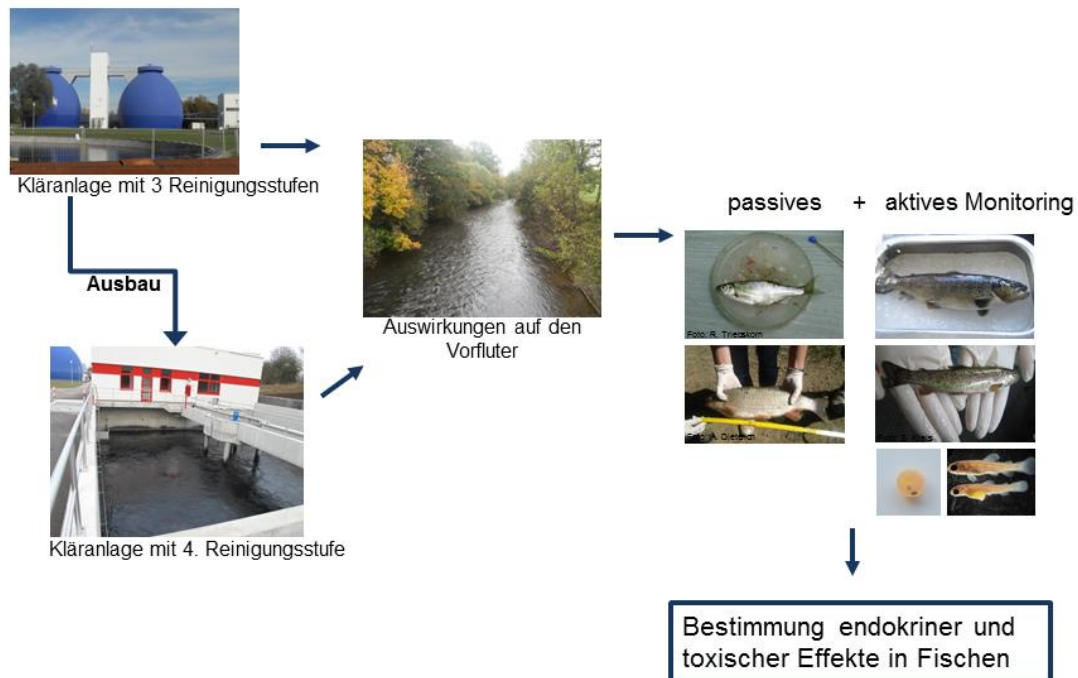 Kläranlage mit 3 Reinigungsstufen
Ausbau
Kläranlage mit 4. Reinigungsstufe
Auswirkungen auf den
Vorfluter
passives + aktives Monitoring
Foto: R. Triebskorn
Foto: A. Dieterich
Bestimmung endokriner und
toxischer Effekte in Fischen